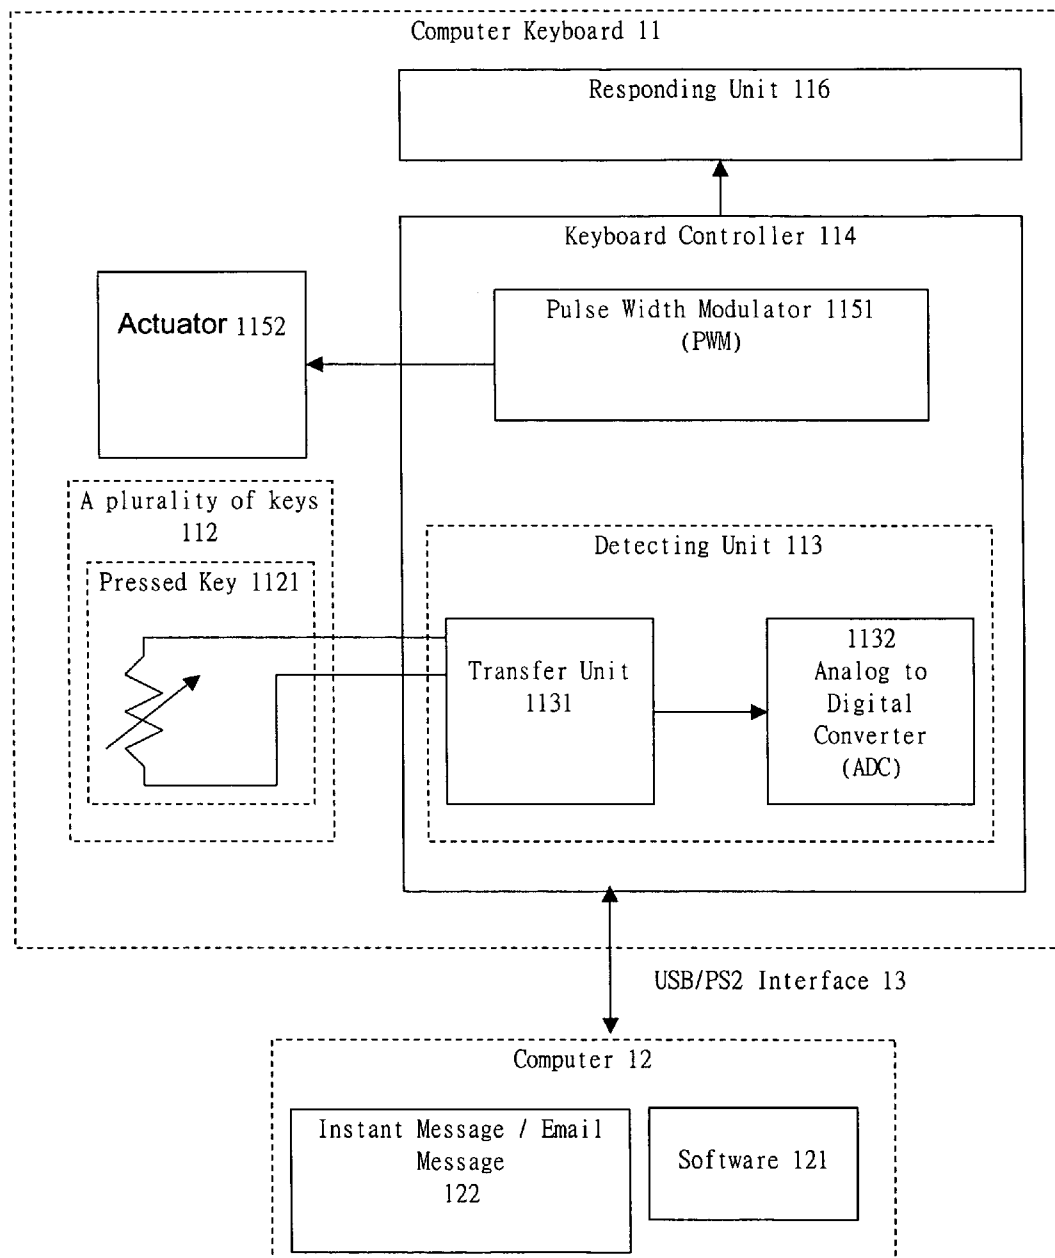 Computer Keyboard 11
Responding Unit 116
Keyboard Controller 114
Pulse Width Modulator 1151
(PWM)
Actuator 1152
A plurality of keys
112
Pressed Key 1121
Detecting Unit 113
Transfer Unit
1131
1132
Analog to
Digital
Converter
(ADC)
USB/PS2 Interface 13
Computer 12
Instant Message / Email
Message
122
Software 121